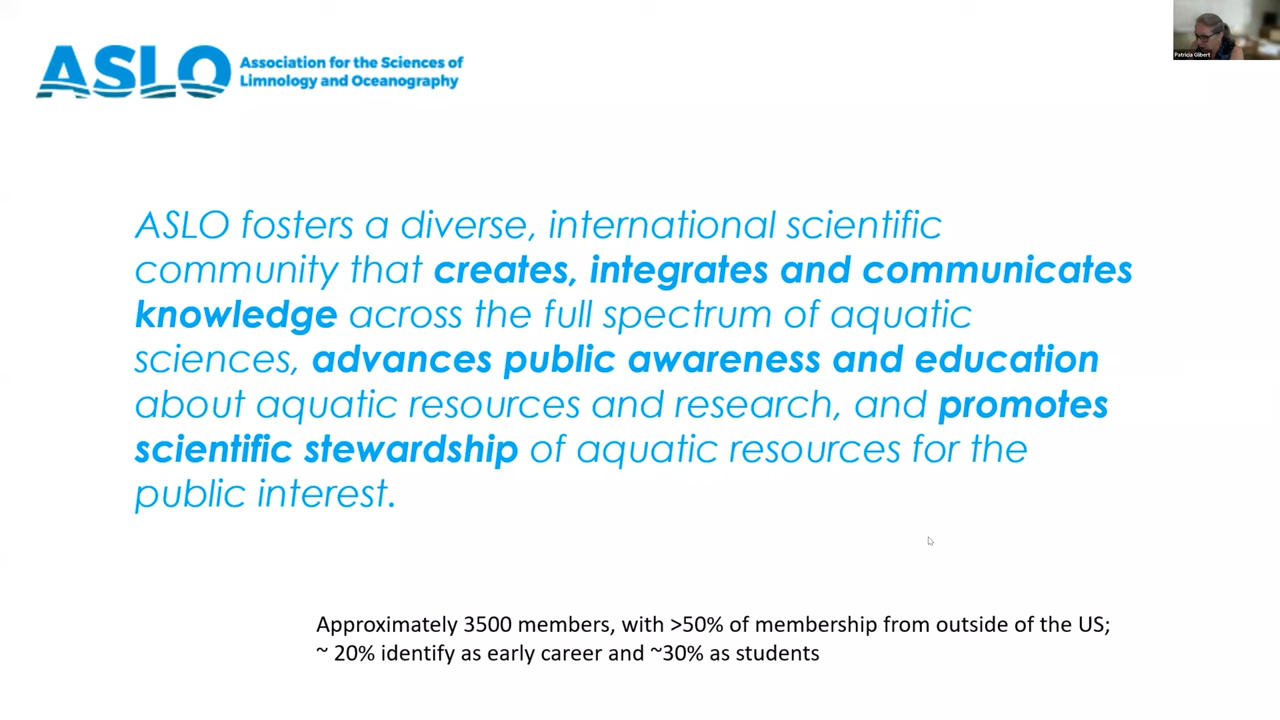 ASLO
Association for the Sciences of
Limnology and Oceanography
Patricia Glibert
ASLO fosters a diverse, international scientific
community that creates, integrates and communicates
knowledge across the full spectrum of aquatic
sciences, advances public awareness and education
about aquatic resources and research, and promotes
scientific stewardship of aquatic resources for the
public interest.
Approximately 3500 members, with >50% of membership from outside of the US;
~ 20% identify as early career and ~30% as students